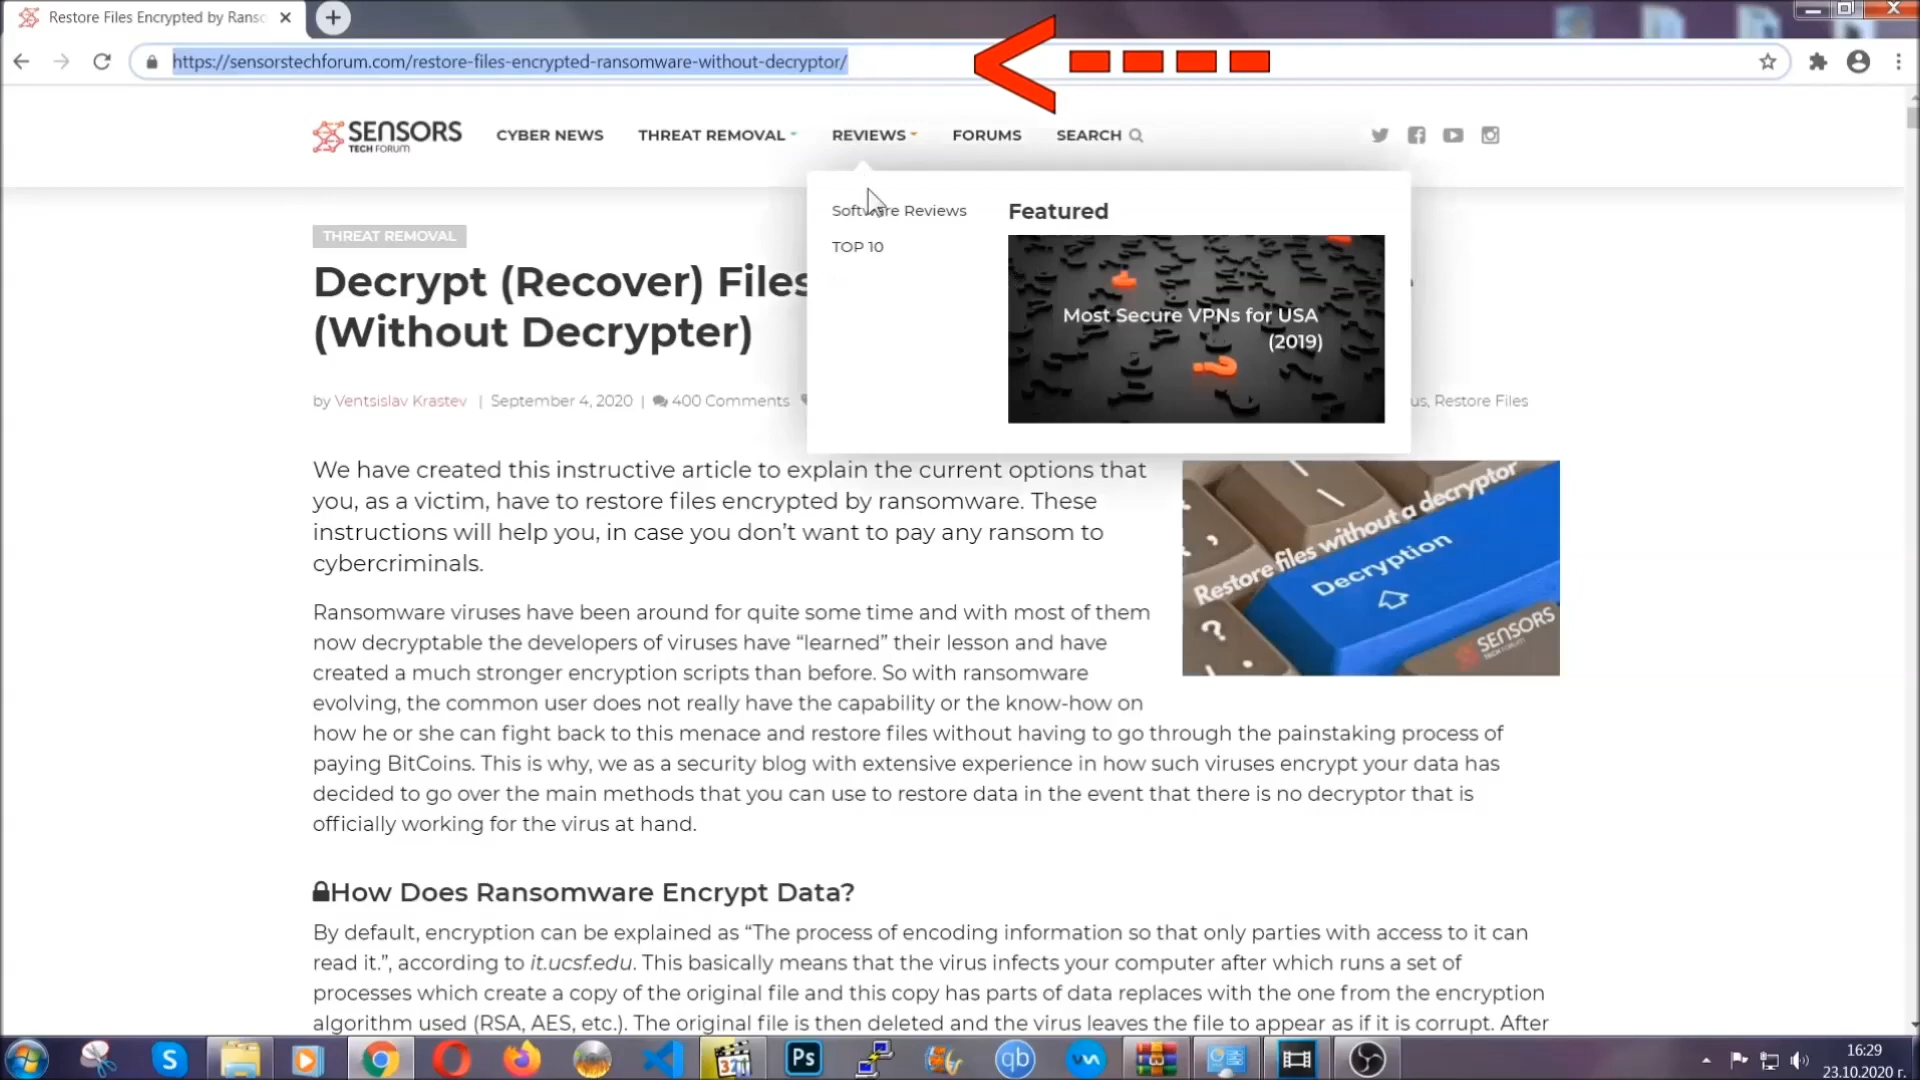 Restore Files Encrypted by Ranso
https://sensorstechforum.com/restore-files-encrypted-ransomware-without-decryptor/
SENSORS
TECH FORUM
CYBER NEWS
THREAT REMOVAL
REVIEWS
FORUMS
SEARCH
Software Reviews
TOP 10
Featured
Most Secure VPNs for USA
(2019)
THREAT REMOVAL
Decrypt (Recover) Files
(Without Decrypter)
by Ventsislav Krastev | September 4, 2020 | 400 Comments
us, Restore Files
We have created this instructive article to explain the current options that
you, as a victim, have to restore files encrypted by ransomware. These
instructions will help you, in case you don’t want to pay any ransom to
cybercriminals.
Restore files without a decryptor
Decryption
SENSORS
TECH FORUM
Ransomware viruses have been around for quite some time and with most of them
now decryptable the developers of viruses have “learned” their lesson and have
created a much stronger encryption scripts than before. So with ransomware
evolving, the common user does not really have the capability or the know-how on
how he or she can fight back to this menace and restore files without having to go through the painstaking process of
paying BitCoins. This is why, we as a security blog with extensive experience in how such viruses encrypt your data has
decided to go over the main methods that you can use to restore data in the event that there is no decryptor that is
officially working for the virus at hand.
How Does Ransomware Encrypt Data?
By default, encryption can be explained as “The process of encoding information so that only parties with access to it can
read it.”, according to it.ucsf.edu. This basically means that the virus infects your computer after which runs a set of
processes which create a copy of the original file and this copy has parts of data replaces with the one from the encryption
algorithm used (RSA, AES, etc.). The original file is then deleted and the virus leaves the file to appear as if it is corrupt. After
S
321
Ps
qb
16:29
23.10.2020 г.